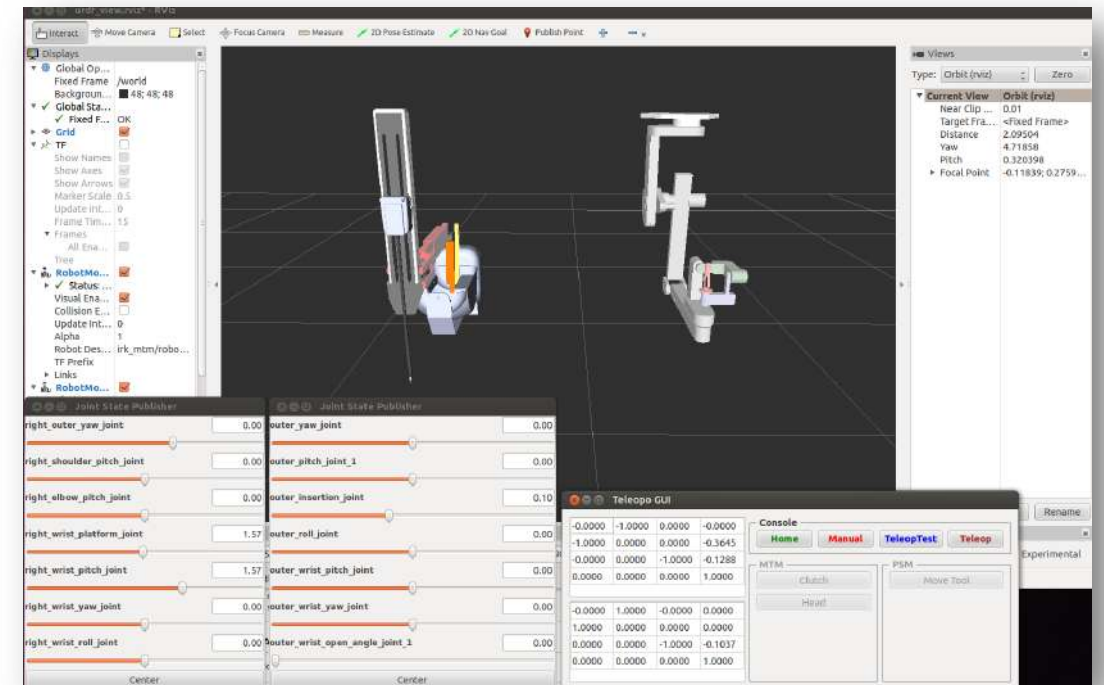 ardr_view.rviz* - RViz
Interact Move Camera Select Focus Camera Measure 2D Pose Estimate 2D Nav Goal Publish Point
Displays
Global Op...
Fixed Frame /world
Backgroun... 48; 48; 48
Global Sta...
Fixed F... OK
Grid
TF
Show Names
Show Axes
Show Arrows
Marker Scale 0.5
Update Int... 0
Frame Tim... 15
Frames
All Ena...
Tree
RobotMo...
Status: ...
Visual Ena...
Collision E...
Update Int... 0
Alpha 1
Robot Des... irk_mtm/robo...
TF Prefix
Links
RobotMo...
Views
Type: Orbit (rviz) Zero
Current View Orbit (rviz)
Near Clip ... 0.01
Target Fra... <Fixed Frame>
Distance 2.09504
Yaw 4.71858
Pitch 0.320398
Focal Point -0.11839; 0.2759...
Rename
Experimental
Joint State Publisher
right_outer_yaw_joint 0.00
right_shoulder_pitch_joint 0.00
right_elbow_pitch_joint 0.00
right_wrist_platform_joint 1.57
right_wrist_pitch_joint 1.57
right_wrist_yaw_joint 0.00
right_wrist_roll_joint 0.00
Center
Joint State Publisher
outer_yaw_joint 0.00
outer_pitch_joint_1 0.00
outer_insertion_joint 0.10
outer_roll_joint 0.00
outer_wrist_pitch_joint 0.00
outer_wrist_yaw_joint 0.00
outer_wrist_open_angle_joint_1 0.00
Center
Teleopo GUI
-0.0000 -1.0000 0.0000 -0.0000
-1.0000 0.0000 0.0000 -0.3645
-0.0000 0.0000 -1.0000 -0.1288
0.0000 0.0000 0.0000 1.0000
-0.0000 1.0000 -0.0000 0.0000
1.0000 0.0000 0.0000 0.0000
0.0000 0.0000 -1.0000 -0.1037
0.0000 0.0000 0.0000 1.0000
Console
Home Manual TeleopTest Teleop
MTM
Clutch
Head
PSM
Move Tool